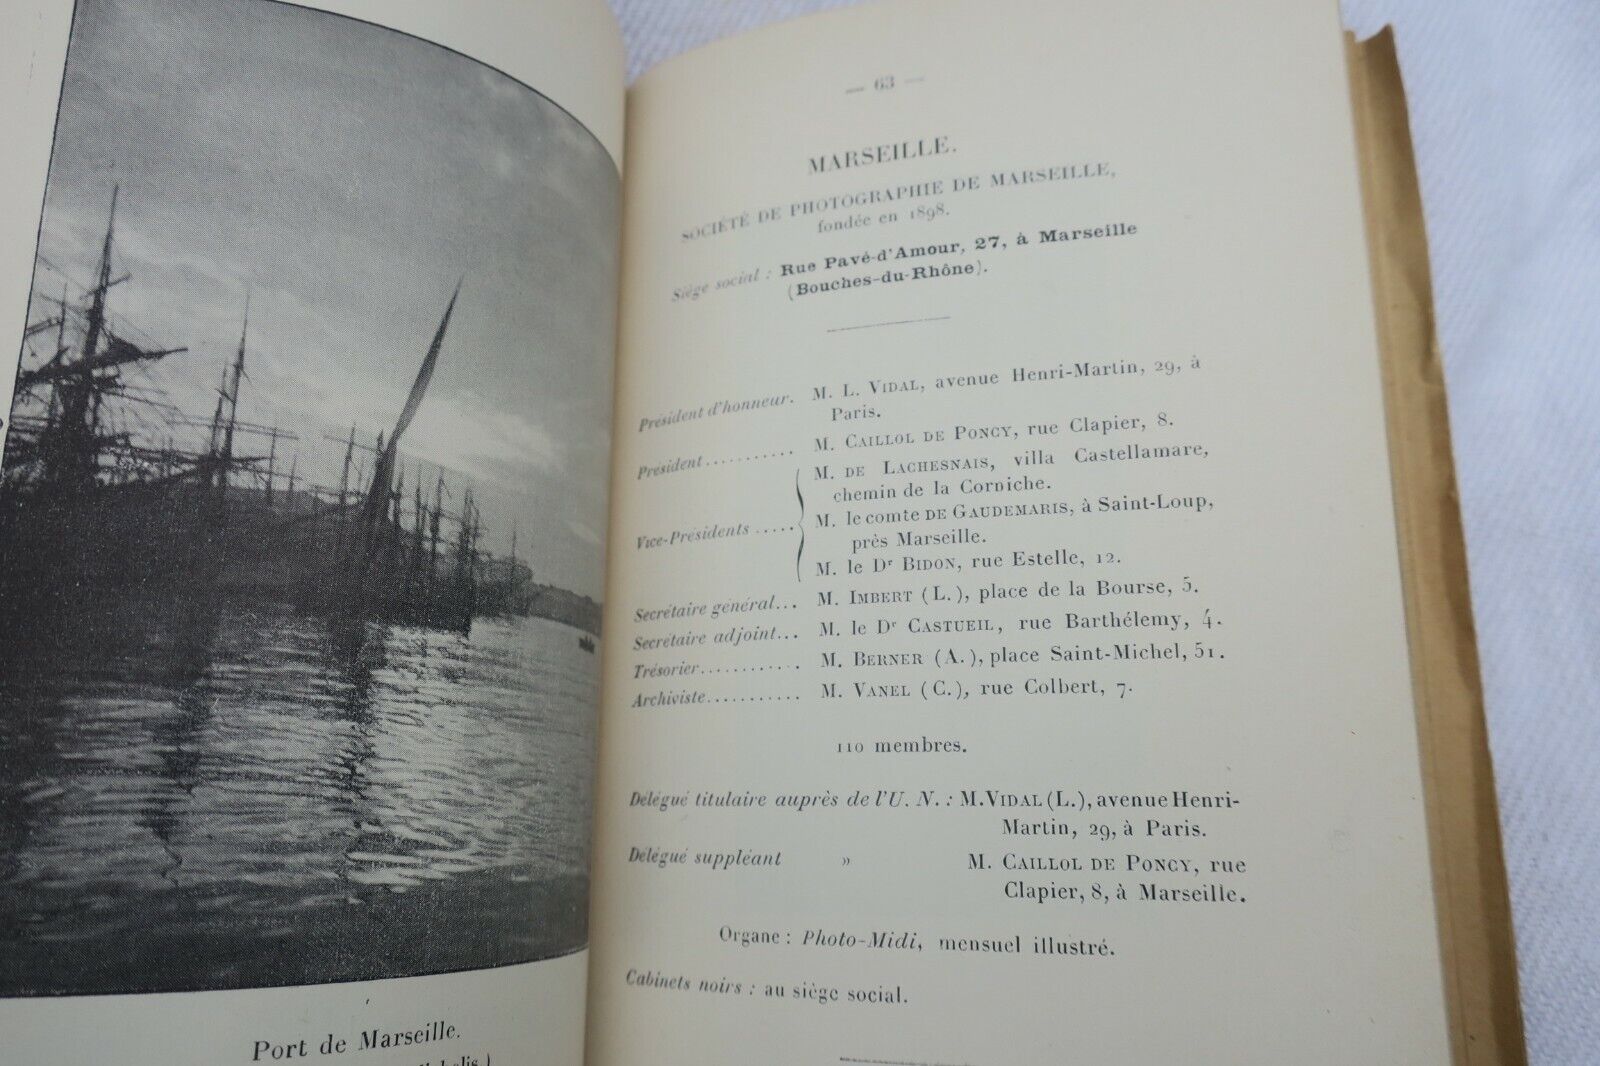 Port de Marseille.
— 63 —
MARSEILLE.
SOCIÉTÉ DE PHOTOGRAPHIE DE MARSEILLE,
fondée en 1898.
Siège social : Rue Pavé-d'Amour, 27, à Marseille
(Bouches-du-Rhône).
Président d'honneur. M. L. VIDAL, avenue Henri-Martin, 29, à
Paris.
Président........... M. CAILLOL DE PONCY, rue Clapier, 8.
M. DE LACHESNAIS, villa Castellamare,
chemin de la Corniche.
Vice-Présidents ..... M. le comte DE GAUDEMARIS, à Saint-Loup,
près Marseille.
M. le Dr BIDON, rue Estelle, 12.
Secrétaire général... M. IMBERT (L.), place de la Bourse, 5.
Secrétaire adjoint... M. le Dr CASTUEIL, rue Barthélemy, 4.
Trésorier............ M. BERNER (A.), place Saint-Michel, 51.
Archiviste........... M. VANEL (C.), rue Colbert, 7.
110 membres.
Délégué titulaire auprès de l'U. N. : M. VIDAL (L.), avenue Henri-
Martin, 29, à Paris.
Délégué suppléant » M. CAILLOL DE PONCY, rue
Clapier, 8, à Marseille.
Organe : Photo-Midi, mensuel illustré.
Cabinets noirs : au siège social.